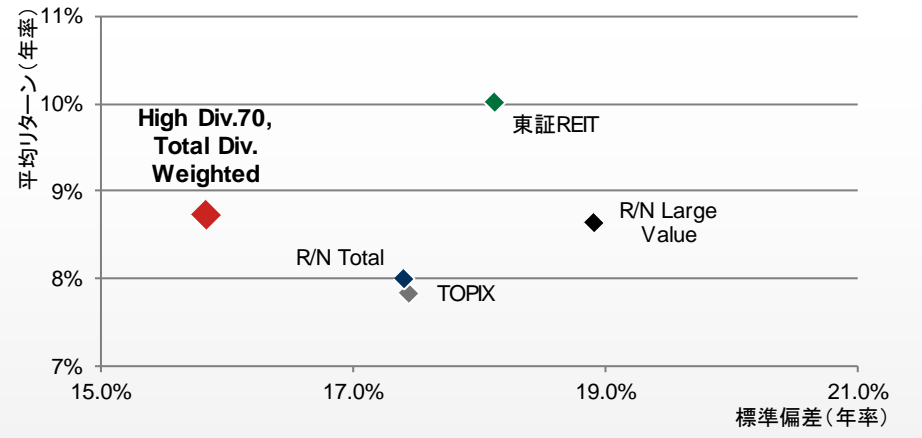 平均リターン（年率）
11%
10%
9%
8%
7%
High Div.70,
Total Div.
Weighted
東証REIT
R/N Large
Value
R/N Total
TOPIX
15.0%
17.0%
19.0%
21.0%
標準偏差（年率）